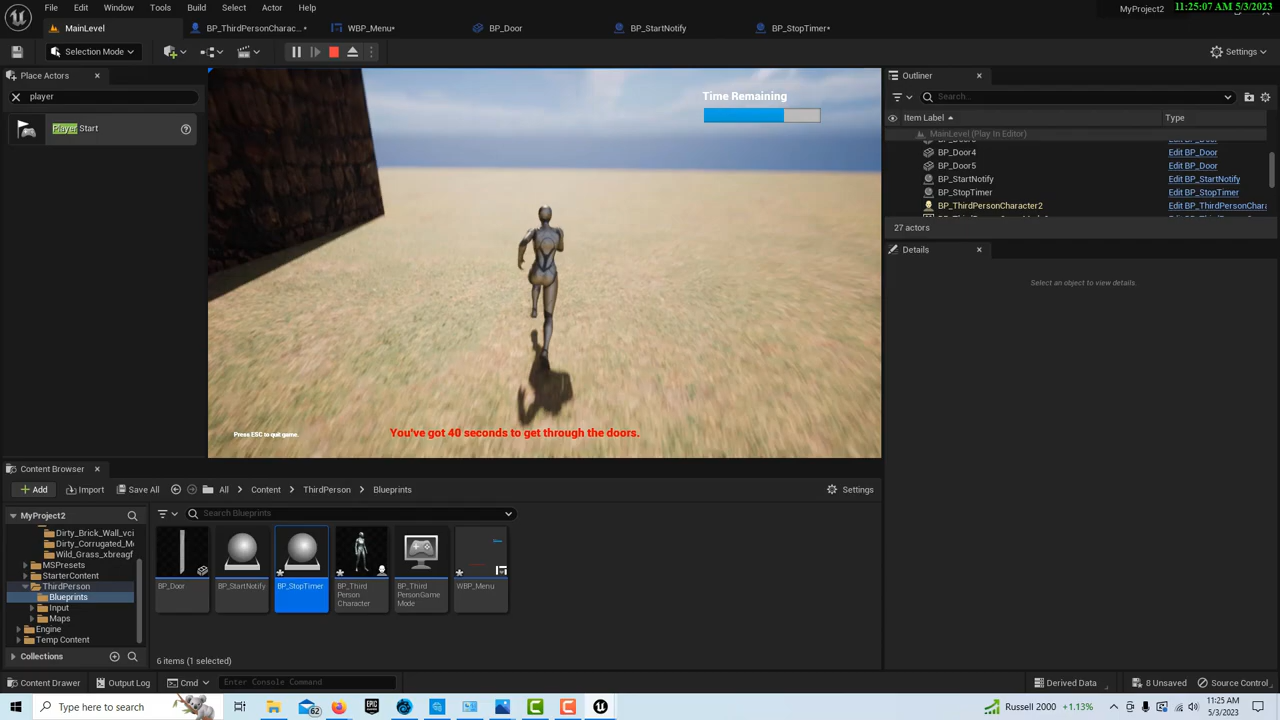 File Edit Window Tools Build Select Actor Help
11:25:07 AM 5/3/2023
MyProject2
MainLevel
BP_ThirdPersonCharac...•
WBP_Menu•
BP_Door
BP_StartNotify
BP_StopTimer•
Selection Mode
Settings
Place Actors
player
Player Start
Time Remaining
You've got 40 seconds to get through the doors.
Press ESC to quit game.
Outliner
Search...
Item Label Type
MainLevel (Play In Editor)
BP_Door4 Edit BP_Door
BP_Door5 Edit BP_Door
BP_StartNotify Edit BP_StartNotify
BP_StopTimer Edit BP_StopTimer
BP_ThirdPersonCharacter2 Edit BP_ThirdPersonChara
27 actors
Details
Select an object to view details.
Content Browser
Add Import Save All All Content ThirdPerson Blueprints Settings
MyProject2
Search Blueprints
Dirty_Brick_Wall_vci
Dirty_Corrugated_Me
Wild_Grass_xbreagf
MSPresets
StarterContent
ThirdPerson
Blueprints
Input
Maps
Engine
Temp Content
Collections
BP_Door
BP_StartNotify
BP_StopTimer
BP_Third
Person
Character
BP_Third
PersonGame
Mode
WBP_Menu
6 items (1 selected)
Content Drawer Output Log Cmd Enter Console Command Derived Data 8 Unsaved Source Control
Type here to search
62
Russell 2000 +1.13%
11:25 AM
5/3/2023